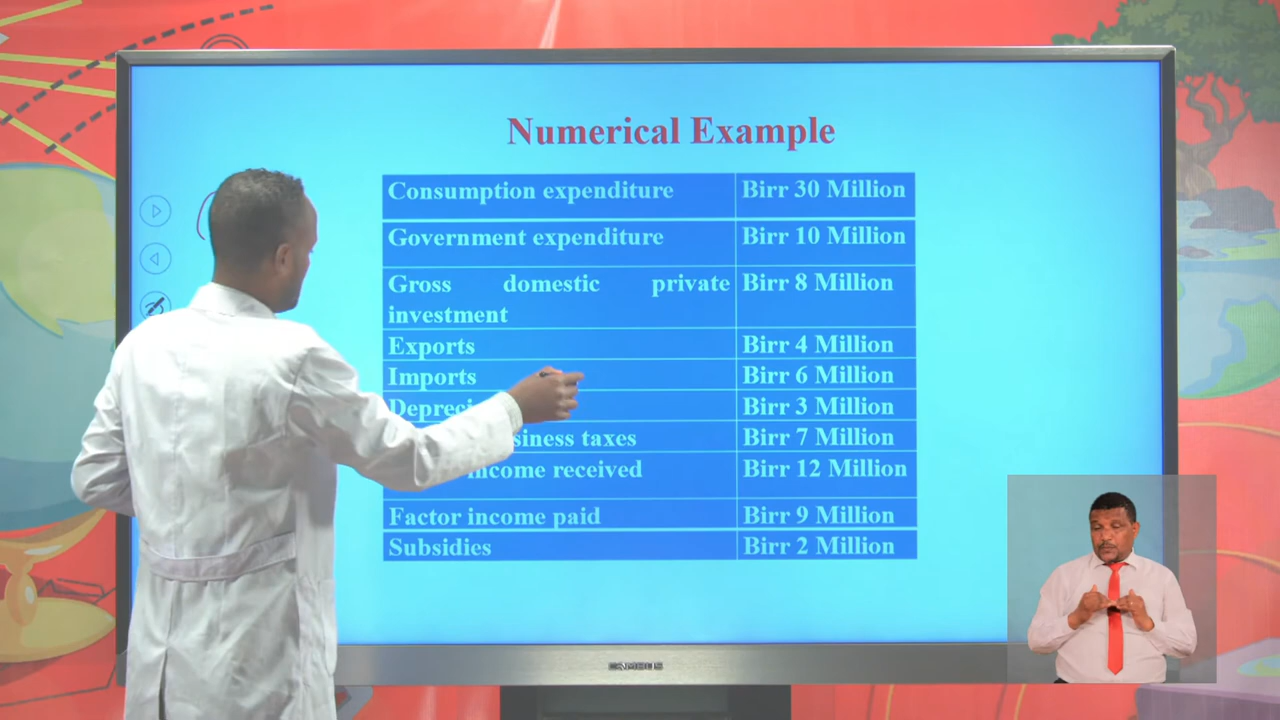 Numerical Example
Consumption expenditure Birr 30 Million
Government expenditure Birr 10 Million
Gross domestic private Birr 8 Million
investment
Exports Birr 4 Million
Imports Birr 6 Million
Birr 3 Million
taxes Birr 7 Million
income received Birr 12 Million
Factor income paid Birr 9 Million
Subsidies Birr 2 Million